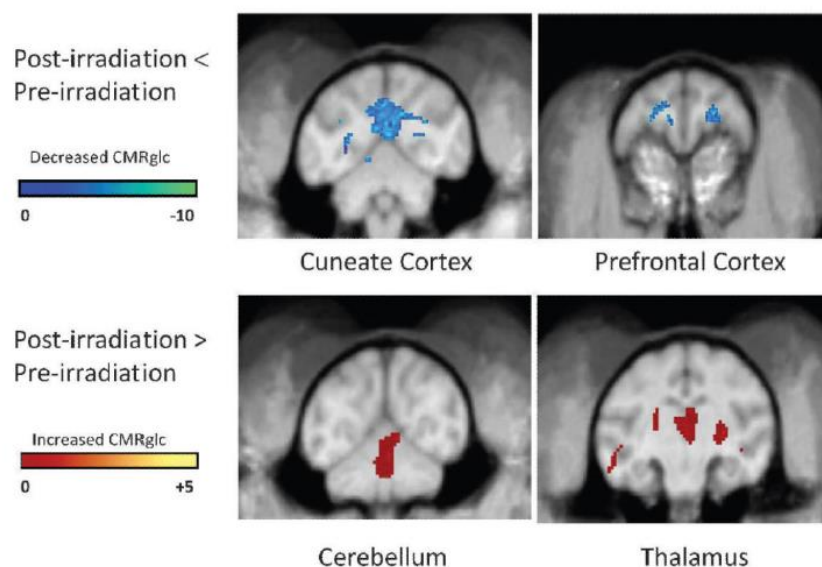 Post-irradiation <
Pre-irradiation
Decreased CMRglc
0 -10
Cuneate Cortex Prefrontal Cortex
Post-irradiation >
Pre-irradiation
Increased CMRglc
0 +5
Cerebellum Thalamus